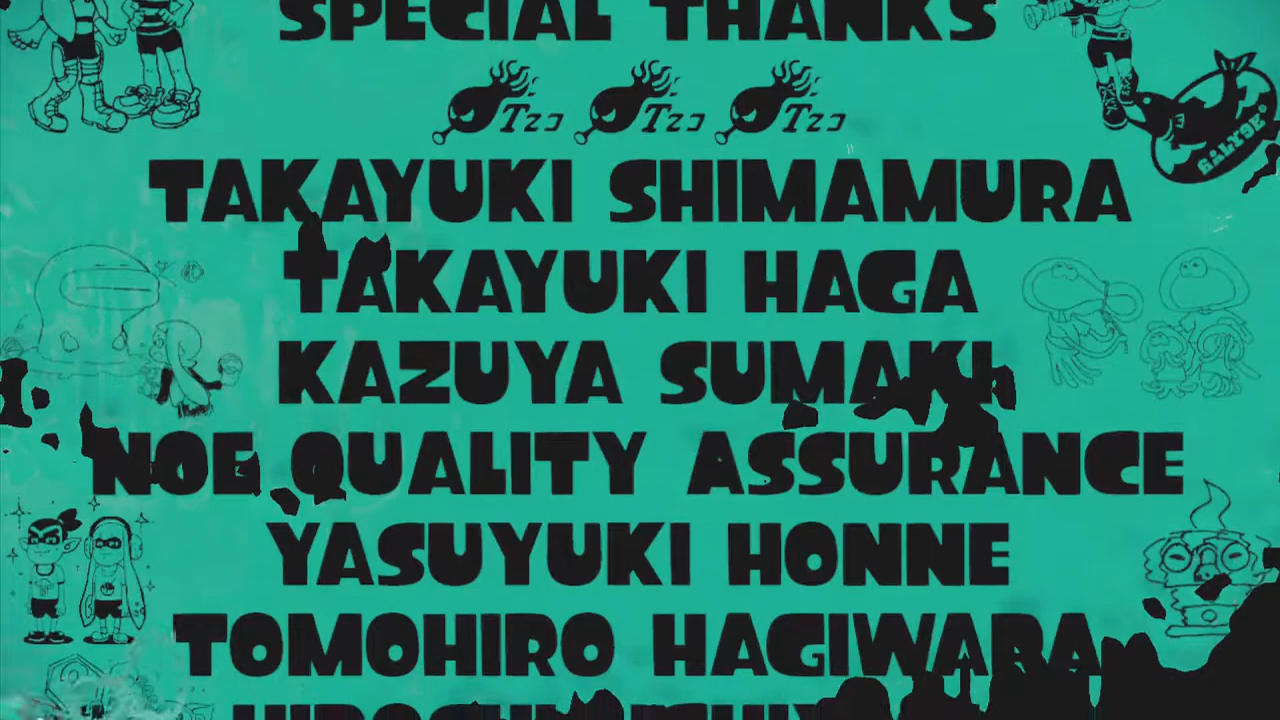 SPECIAL THANKS
TAKAYUKI SHIMAMURA
TAKAYUKI HAGA
KAZUYA SUMAKI
NOE QUALITY ASSURANCE
YASUYUKI HONNE
TOMOHIRO HAGIWARA